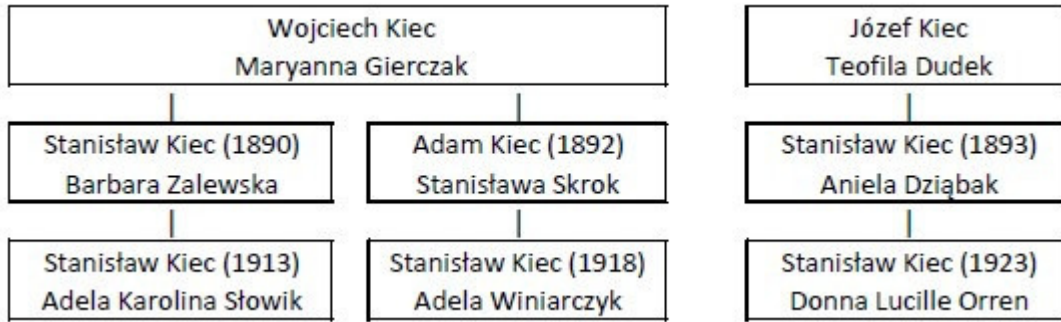 Wojciech Kiec
Maryanna Gierczak
Józef Kiec
Teofila Dudek
Stanisław Kiec (1890)
Barbara Zalewska
Adam Kiec (1892)
Stanisława Skrok
Stanisław Kiec (1893)
Aniela Dziąbak
Stanisław Kiec (1913)
Adela Karolina Słowik
Stanisław Kiec (1918)
Adela Winiarczyk
Stanisław Kiec (1923)
Donna Lucille Orren